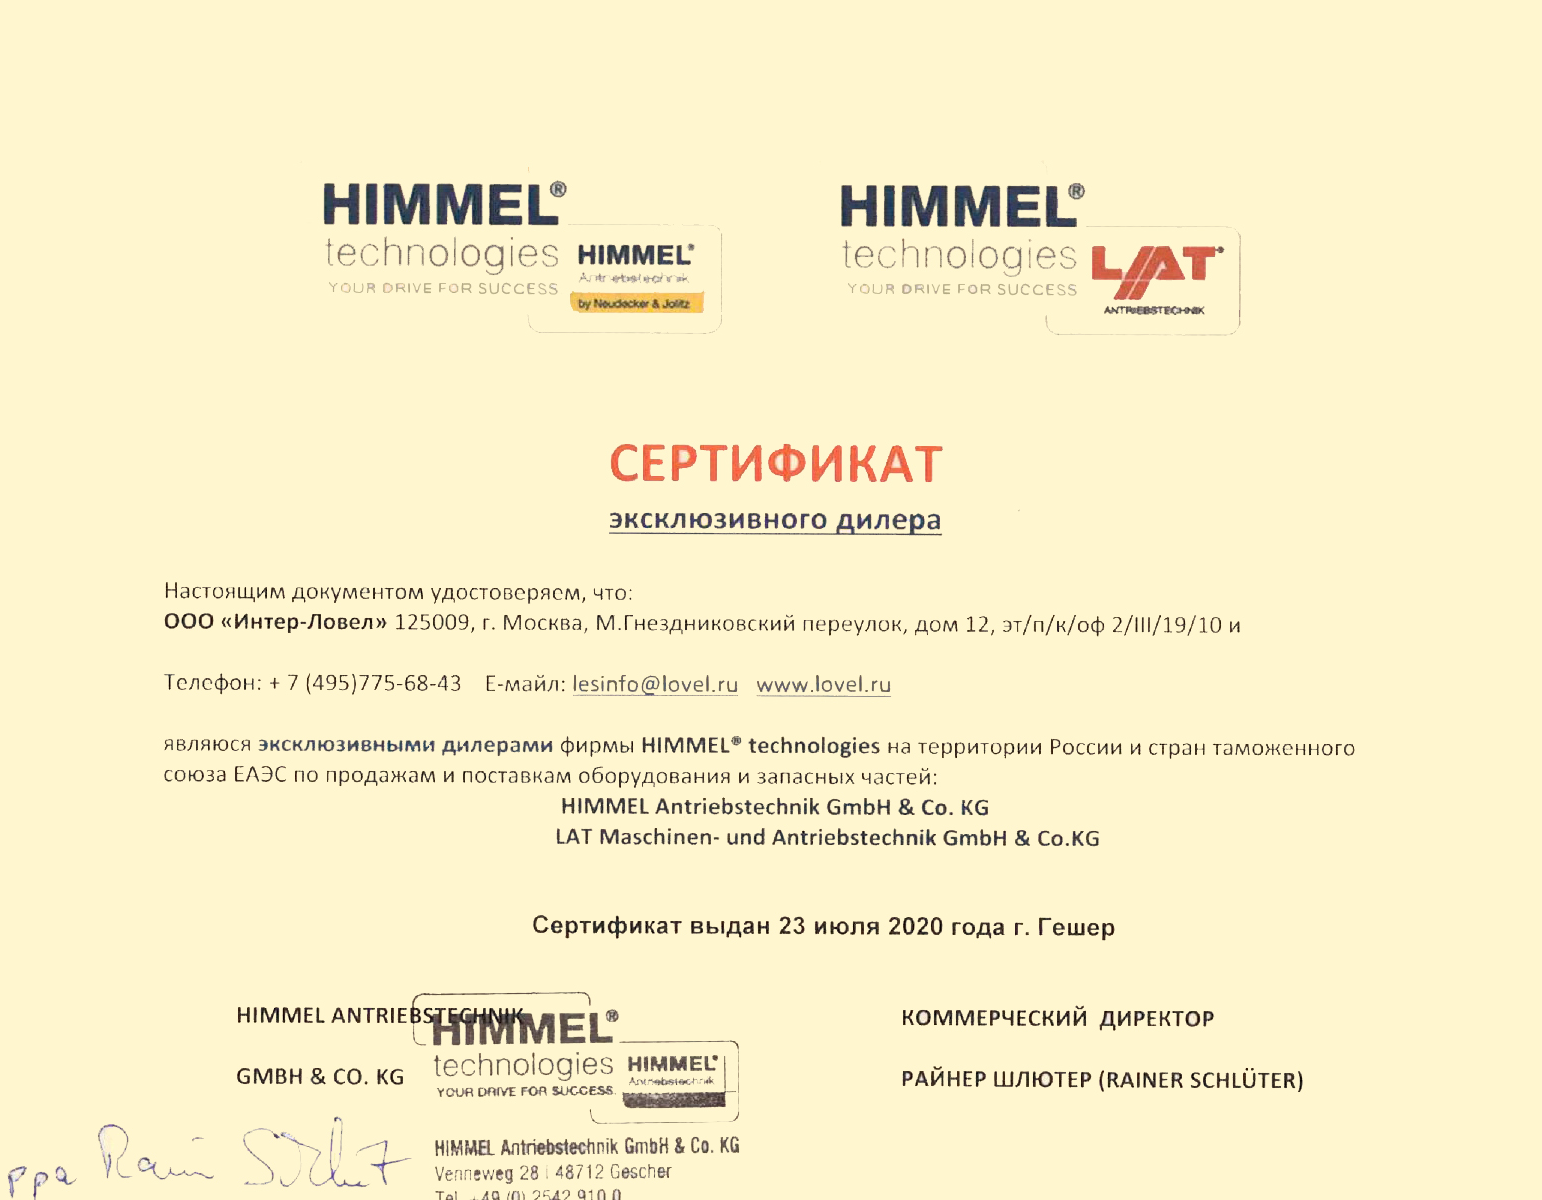 HIMMEL®
technologies
YOUR DRIVE FOR SUCCESS
HIMMEL®
Antriebstechnik
by Neudecker & Jolitz
HIMMEL®
technologies
YOUR DRIVE FOR SUCCESS
LAT®
ANTRIEBSTECHNIK
СЕРТИФИКАТ
эксклюзивного дилера
Настоящим документом удостоверяем, что:
ООО «Интер-Ловел» 125009, г. Москва, М.Гнездниковский переулок, дом 12, эт/п/к/оф 2/III/19/10 и
Телефон: + 7 (495)775-68-43 Е-майл: lesinfo@lovel.ru www.lovel.ru
являюся эксклюзивными дилерами фирмы HIMMEL® technologies на территории России и стран таможенного
союза ЕАЭС по продажам и поставкам оборудования и запасных частей:
HIMMEL Antriebstechnik GmbH & Co. KG
LAT Maschinen- und Antriebstechnik GmbH & Co.KG
Сертификат выдан 23 июля 2020 года г. Гешер
HIMMEL ANTRIEBSTECHNIK
GMBH & CO. KG
КОММЕРЧЕСКИЙ ДИРЕКТОР
РАЙНЕР ШЛЮТЕР (RAINER SCHLÜTER)
HIMMEL®
technologies
YOUR DRIVE FOR SUCCESS
HIMMEL®
Antriebstechnik
HIMMEL Antriebstechnik GmbH & Co. KG
Venneweg 28 | 48712 Gescher
Tel. +49 (0) 2542 910 0
ppa